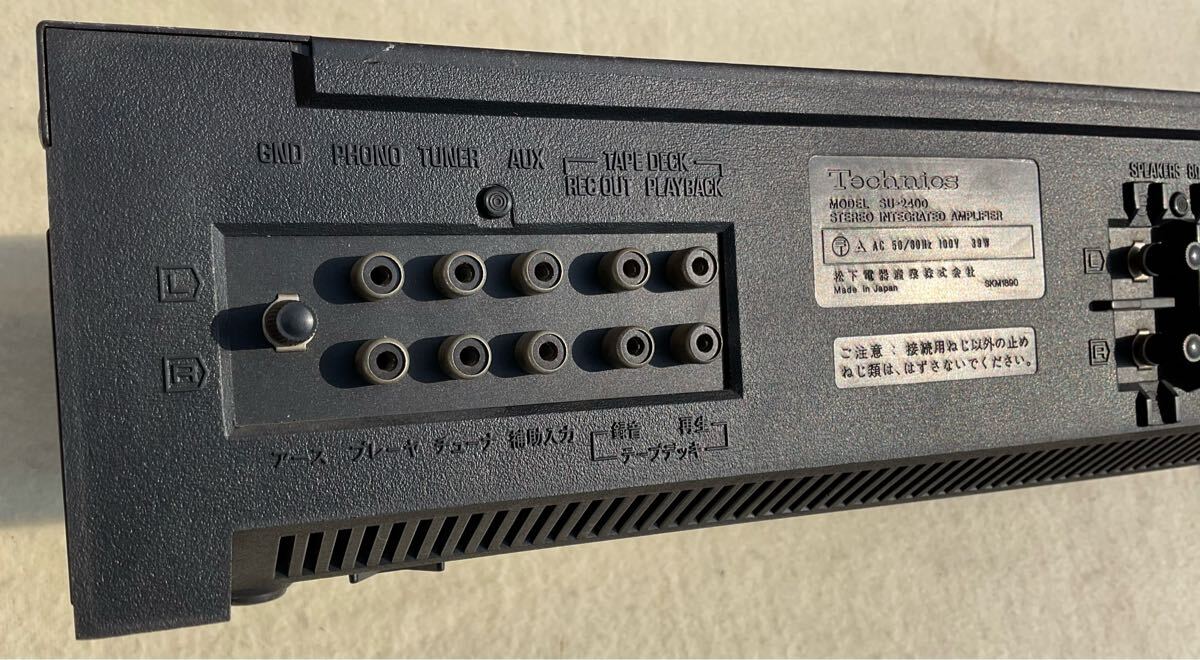 GND PHONO TUNER AUX TAPE DECK
REC OUT PLAYBACK
L
R
アース プレーヤ チューナ 補助入力 録音 再生
テープデッキ
Technics
MODEL SU-2400
STEREO INTEGRATED AMPLIFIER
AC 50/60Hz 100V 39W
松下電器産業株式会社
Made in Japan SKM1890
ご注意:接続用ねじ以外の止め
ねじ類は、はずさないでください。
SPEAKERS
L
R